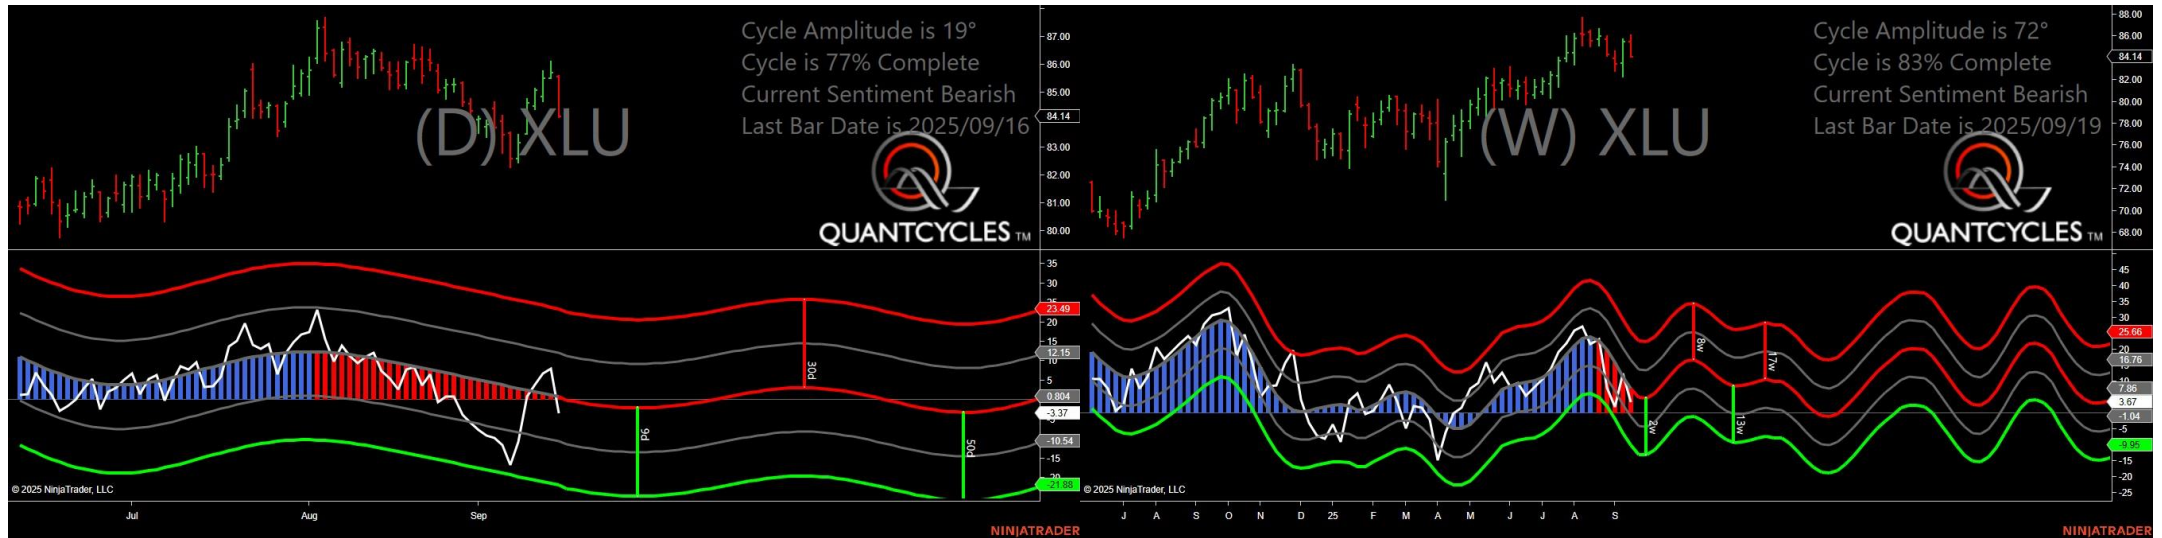 Cycle Amplitude is 19°
Cycle is 77% Complete
Current Sentiment Bearish
Last Bar Date is 2025/09/16
(D) XLU
QUANTCYCLES TM
87.00
86.00
85.00
84.14
83.00
82.00
81.00
80.00
35
30
23.49
20
15
12.15
5
0.804
-3.37
-10.54
-15
-21.88
30d
9d
50d
© 2025 NinjaTrader, LLC
Jul Aug Sep
NINJATRADER
Cycle Amplitude is 72°
Cycle is 83% Complete
Current Sentiment Bearish
Last Bar Date is 2025/09/19
(W) XLU
QUANTCYCLES TM
88.00
86.00
84.14
82.00
80.00
78.00
76.00
74.00
72.00
70.00
68.00
45
40
35
30
25.66
20
16.76
7.86
3.67
-1.04
-5
-9.95
-15
-20
-25
8w
17w
2w
13w
© 2025 NinjaTrader, LLC
J A S O N D 25 F M A M J J A S
NINJATRADER